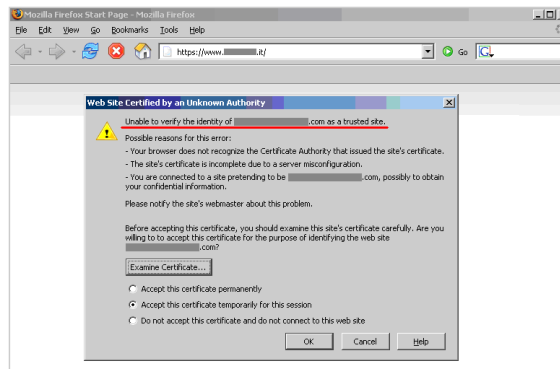 Mozilla Firefox Start Page - Mozilla Firefox
File Edit View Go Bookmarks Tools Help
https://www. .it/ Go G
Web Site Certified by an Unknown Authority
Unable to verify the identity of .com as a trusted site.
Possible reasons for this error:
- Your browser does not recognize the Certificate Authority that issued the site's certificate.
- The site's certificate is incomplete due to a server misconfiguration.
- You are connected to a site pretending to be .com, possibly to obtain
your confidential information.
Please notify the site's webmaster about this problem.
Before accepting this certificate, you should examine this site's certificate carefully. Are you
willing to to accept this certificate for the purpose of identifying the web site
.com?
Examine Certificate...
Accept this certificate permanently
Accept this certificate temporarily for this session
Do not accept this certificate and do not connect to this web site
OK Cancel Help